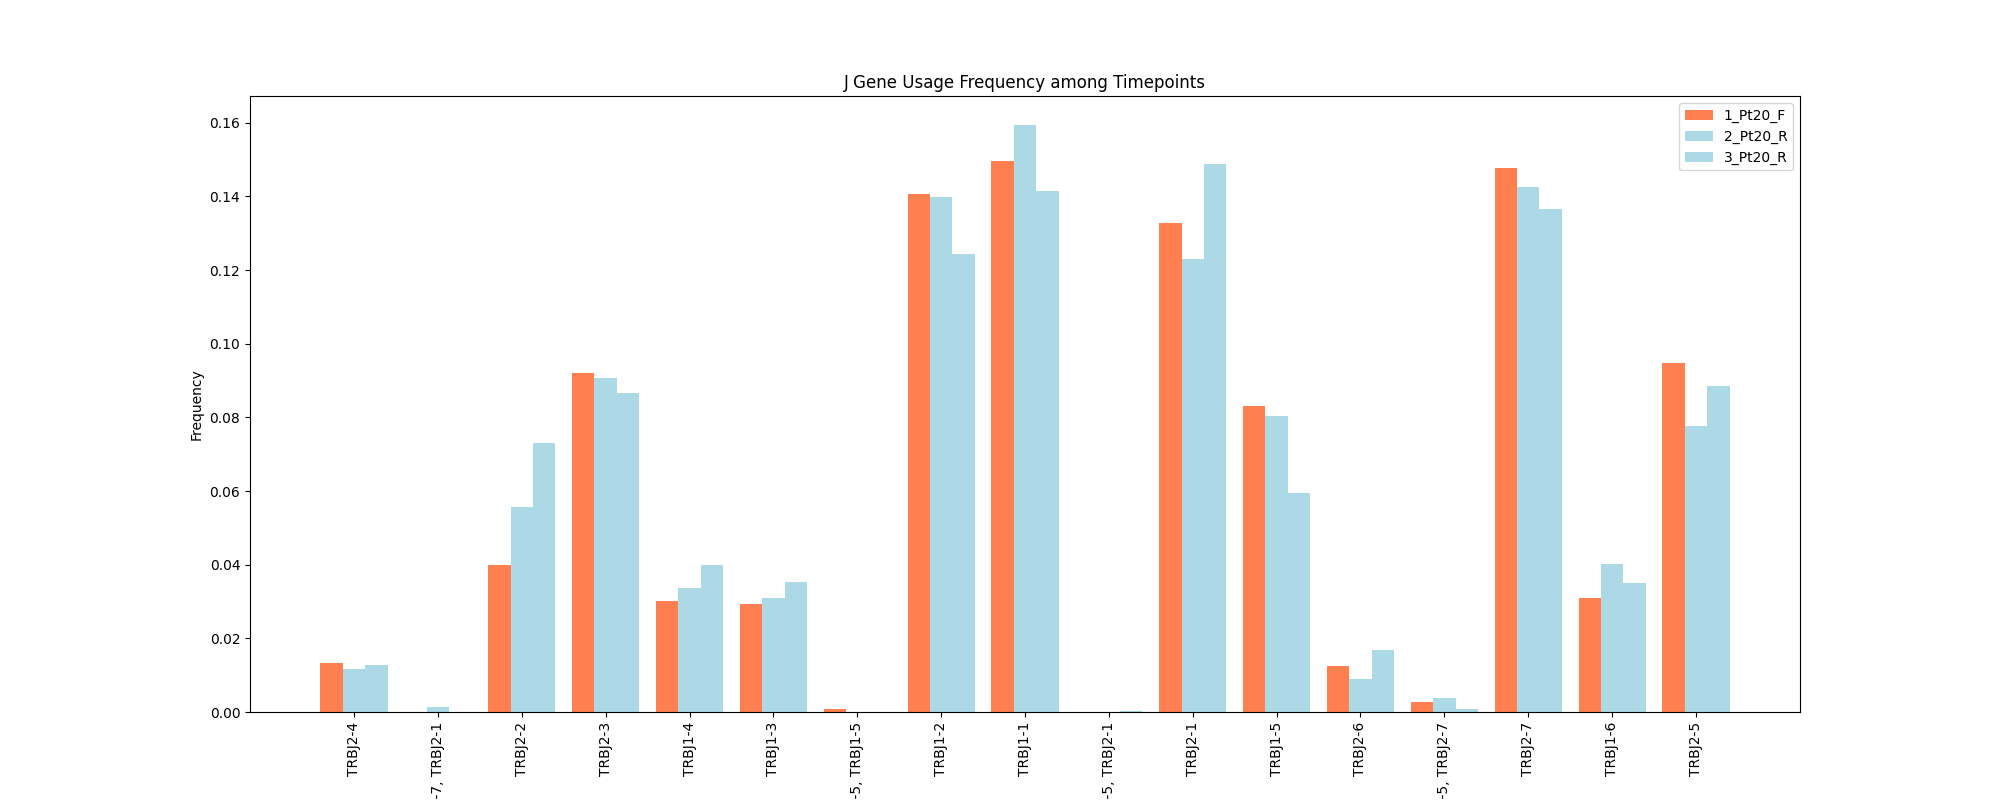 J Gene Usage Frequency among Timepoints
1_Pt20_F
2_Pt20_R
3_Pt20_R
Frequency
0.16
0.14
0.12
0.10
0.08
0.06
0.04
0.02
0.00
TRBJ2-4
-7, TRBJ2-1
TRBJ2-2
TRBJ2-3
TRBJ1-4
TRBJ1-3
-5, TRBJ1-5
TRBJ1-2
TRBJ1-1
-5, TRBJ2-1
TRBJ2-1
TRBJ1-5
TRBJ2-6
-5, TRBJ2-7
TRBJ2-7
TRBJ1-6
TRBJ2-5